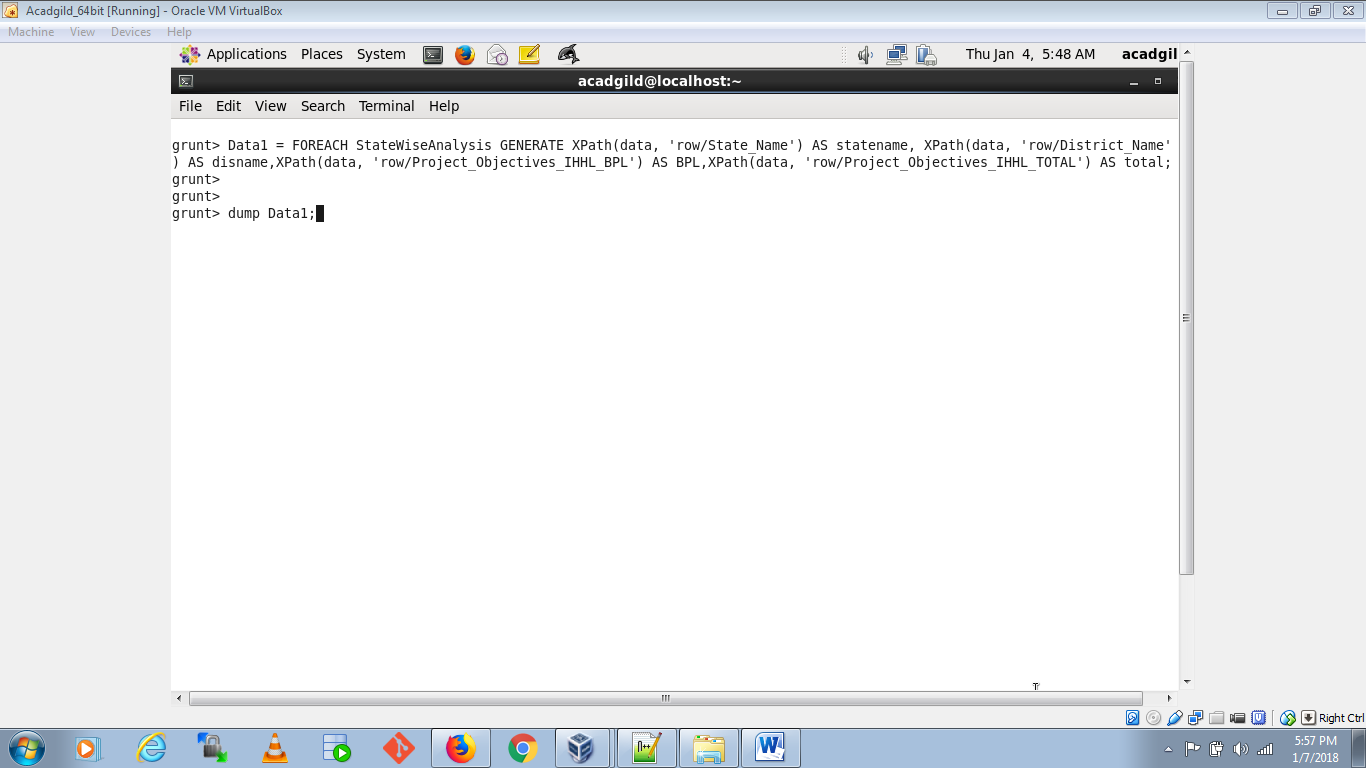 Acadgild_64bit [Running] - Oracle VM VirtualBox
Machine View Devices Help
Applications Places System Thu Jan 4, 5:48 AM acadgil
acadgild@localhost:~
File Edit View Search Terminal Help
grunt> Data1 = FOREACH StateWiseAnalysis GENERATE XPath(data, 'row/State_Name') AS statename, XPath(data, 'row/District_Name'
) AS disname,XPath(data, 'row/Project_Objectives_IHHL_BPL') AS BPL,XPath(data, 'row/Project_Objectives_IHHL_TOTAL') AS total;
grunt>
grunt>
grunt> dump Data1;
Right Ctrl
5:57 PM
1/7/2018